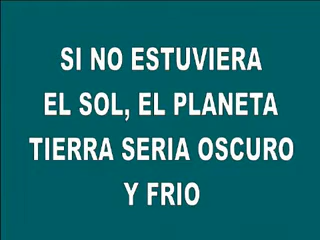 SI NO ESTUVIERA
EL SOL, EL PLANETA
TIERRA SERIA OSCURO
Y FRIO